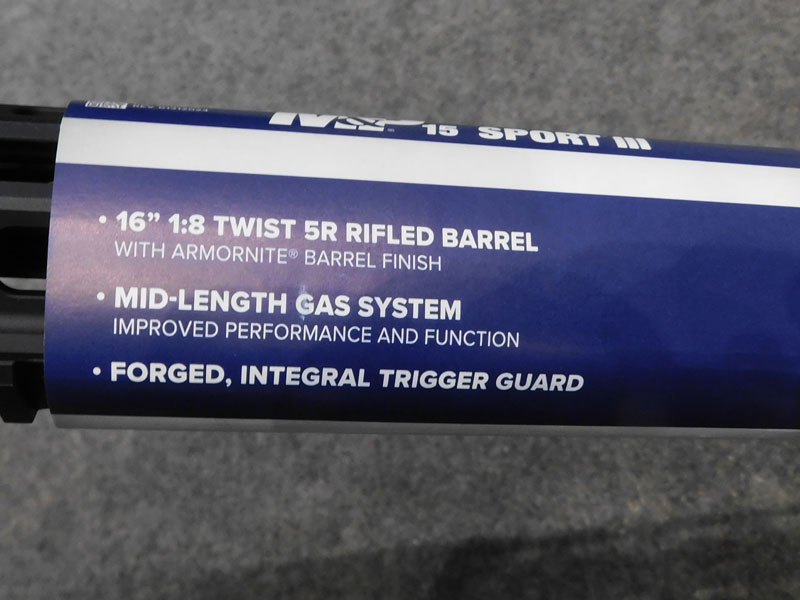 M&P 15 SPORT III
• 16” 1:8 TWIST 5R RIFLED BARREL
WITH ARMORNITE® BARREL FINISH
• MID-LENGTH GAS SYSTEM
IMPROVED PERFORMANCE AND FUNCTION
• FORGED, INTEGRAL TRIGGER GUARD